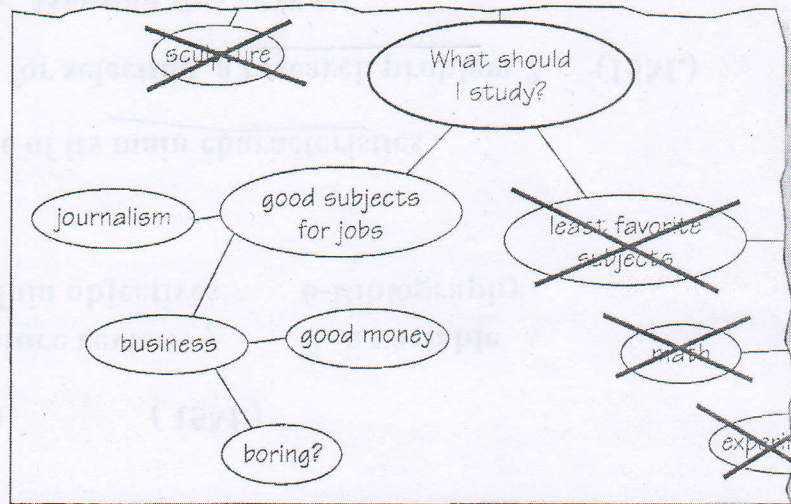 sculpture
What should
I study?
journalism
good subjects
for jobs
least favorite
subjects
business
good money
math
boring?